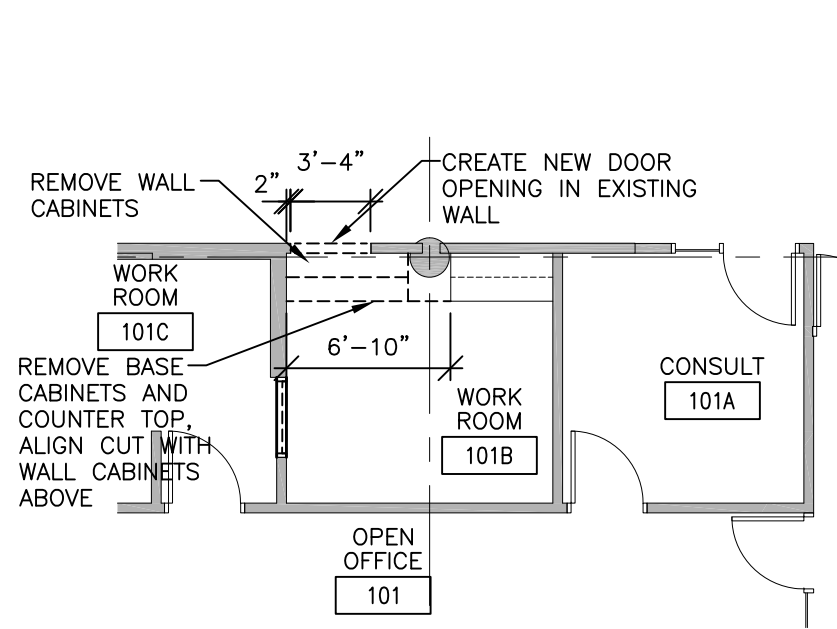 3'-4"
2"
CREATE NEW DOOR
OPENING IN EXISTING
WALL
REMOVE WALL
CABINETS
WORK
ROOM
101C
6'-10"
REMOVE BASE
CABINETS AND
COUNTER TOP,
ALIGN CUT WITH
WALL CABINETS
ABOVE
WORK
ROOM
101B
CONSULT
101A
OPEN
OFFICE
101